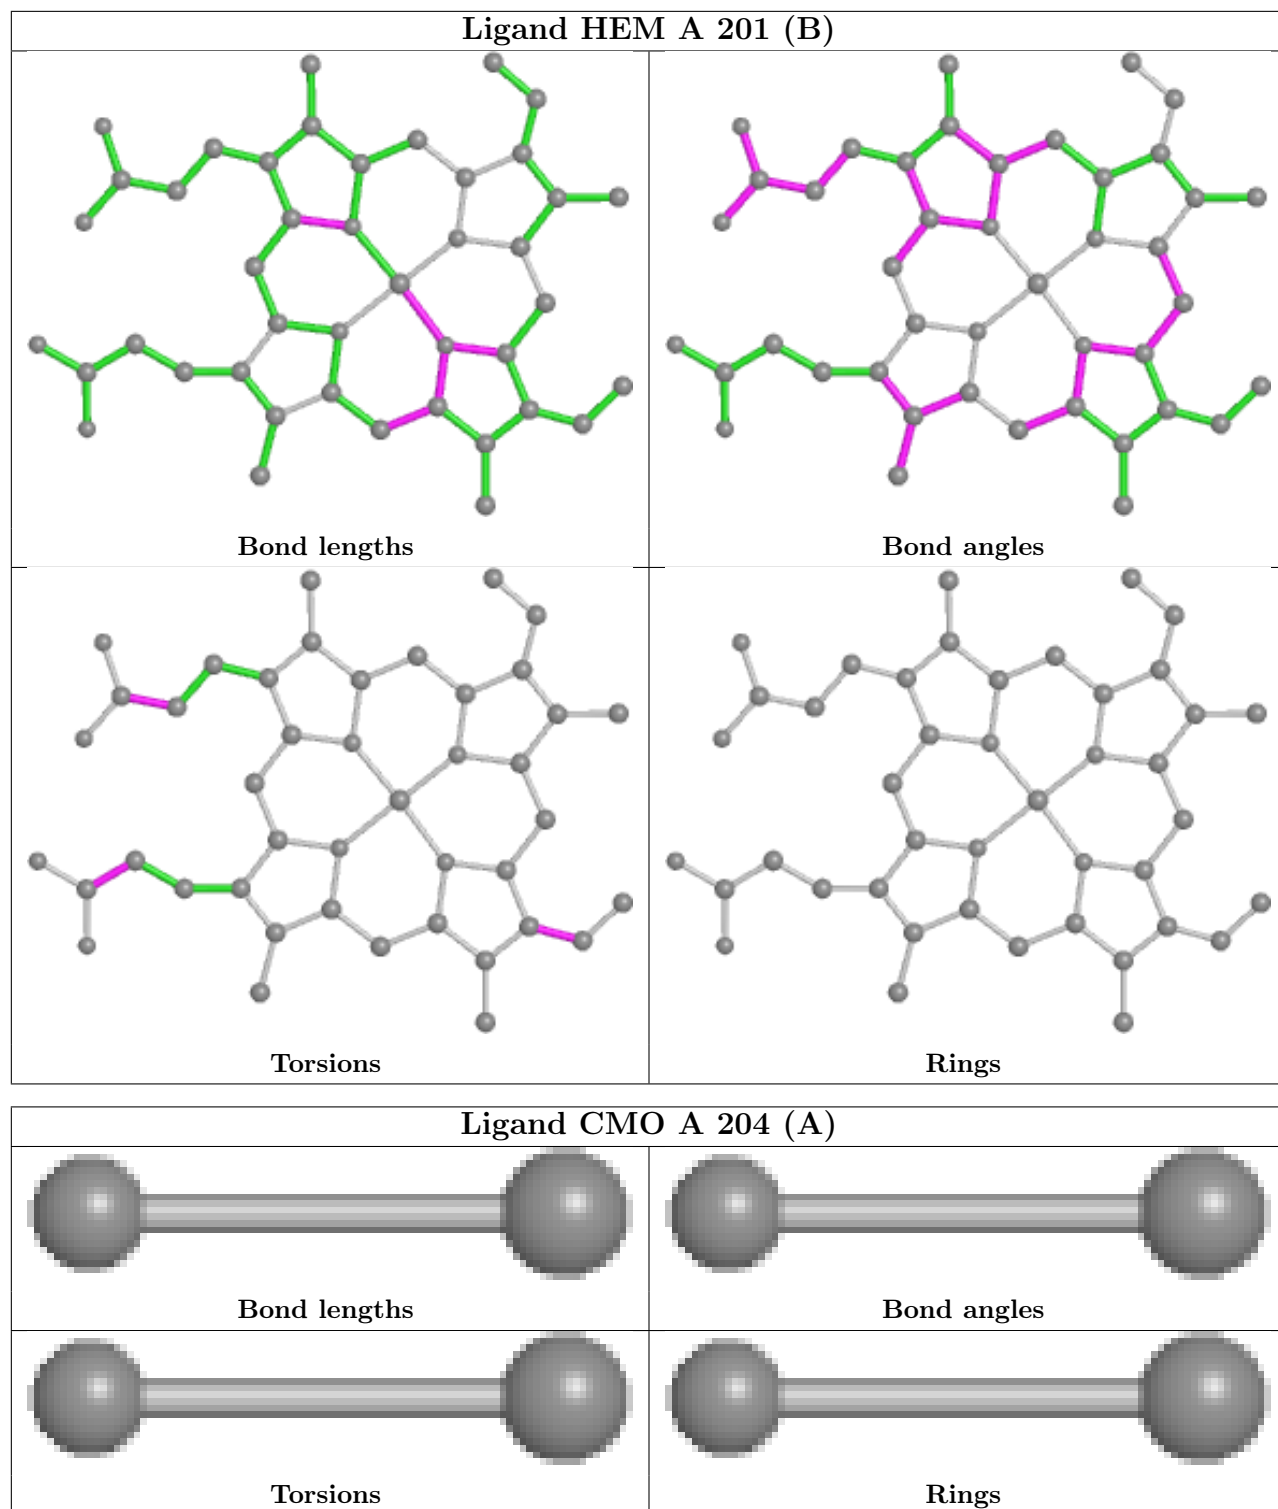 Ligand HEM A 201 (B)
Bond lengths
Bond angles
Torsions
Rings
Ligand CMO A 204 (A)
Bond lengths
Bond angles
Torsions
Rings